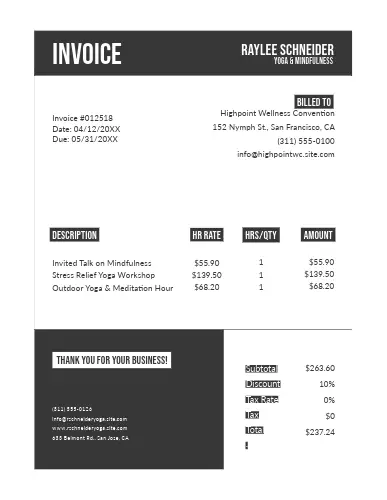 INVOICE
RAYLEE SCHNEIDER
YOGA & MINDFULNESS
BILLED TO
Invoice #012518
Date: 04/12/20XX
Due: 05/31/20XX
Highpoint Wellness Convention
152 Nymph St., San Francisco, CA
(311) 555-0100
info@highpointwc.site.com
DESCRIPTION HR RATE HRS/QTY AMOUNT
Invited Talk on Mindfulness $55.90 1 $55.90
Stress Relief Yoga Workshop $139.50 1 $139.50
Outdoor Yoga & Meditation Hour $68.20 1 $68.20
THANK YOU FOR YOUR BUSINESS!
(311) 555-0126
info@rschneideryoga.site.com
www.rschneideryoga.site.com
635 Belmont Rd., San Jose, CA
Subtotal $263.60
Discount 10%
Tax Rate 0%
Tax $0
Total $237.24